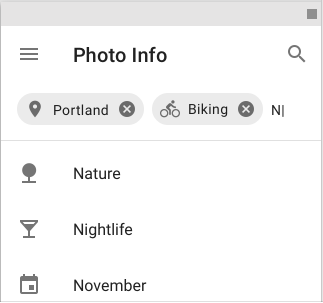 Photo Info
Portland Biking N
Nature
Nightlife
November